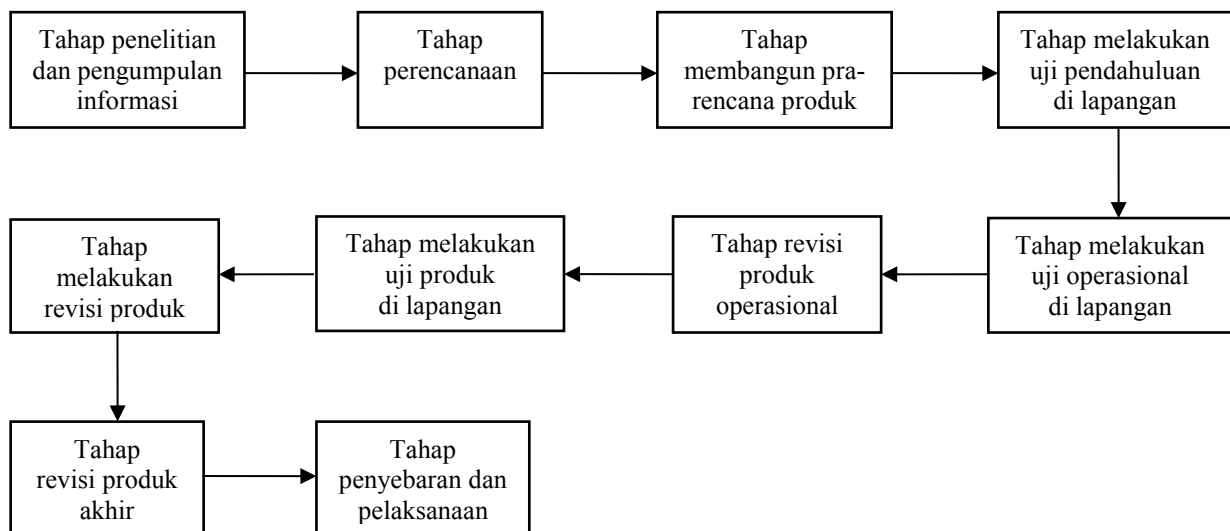 Tahap penelitian
dan pengumpulan
informasi
Tahap
perencanaan
Tahap
membangun pra-
rencana produk
Tahap melakukan
uji pendahuluan
di lapangan
Tahap melakukan
uji operasional
di lapangan
Tahap revisi
produk
operasional
Tahap melakukan
uji produk
di lapangan
Tahap
melakukan
revisi produk
Tahap
revisi produk
akhir
Tahap
penyebaran dan
pelaksanaan